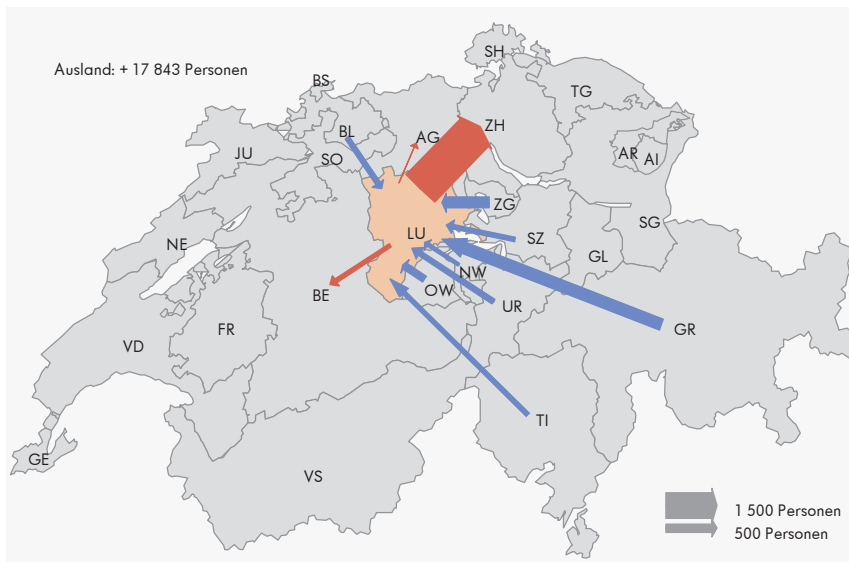 SH
Ausland: + 17 843 Personen
BS
TG
BL
AG
ZH
JU
SO
AR
AI
ZG
LU
SZ
SG
NE
GL
NW
BE
OW
UR
FR
GR
VD
TI
GE
VS
1 500 Personen
500 Personen